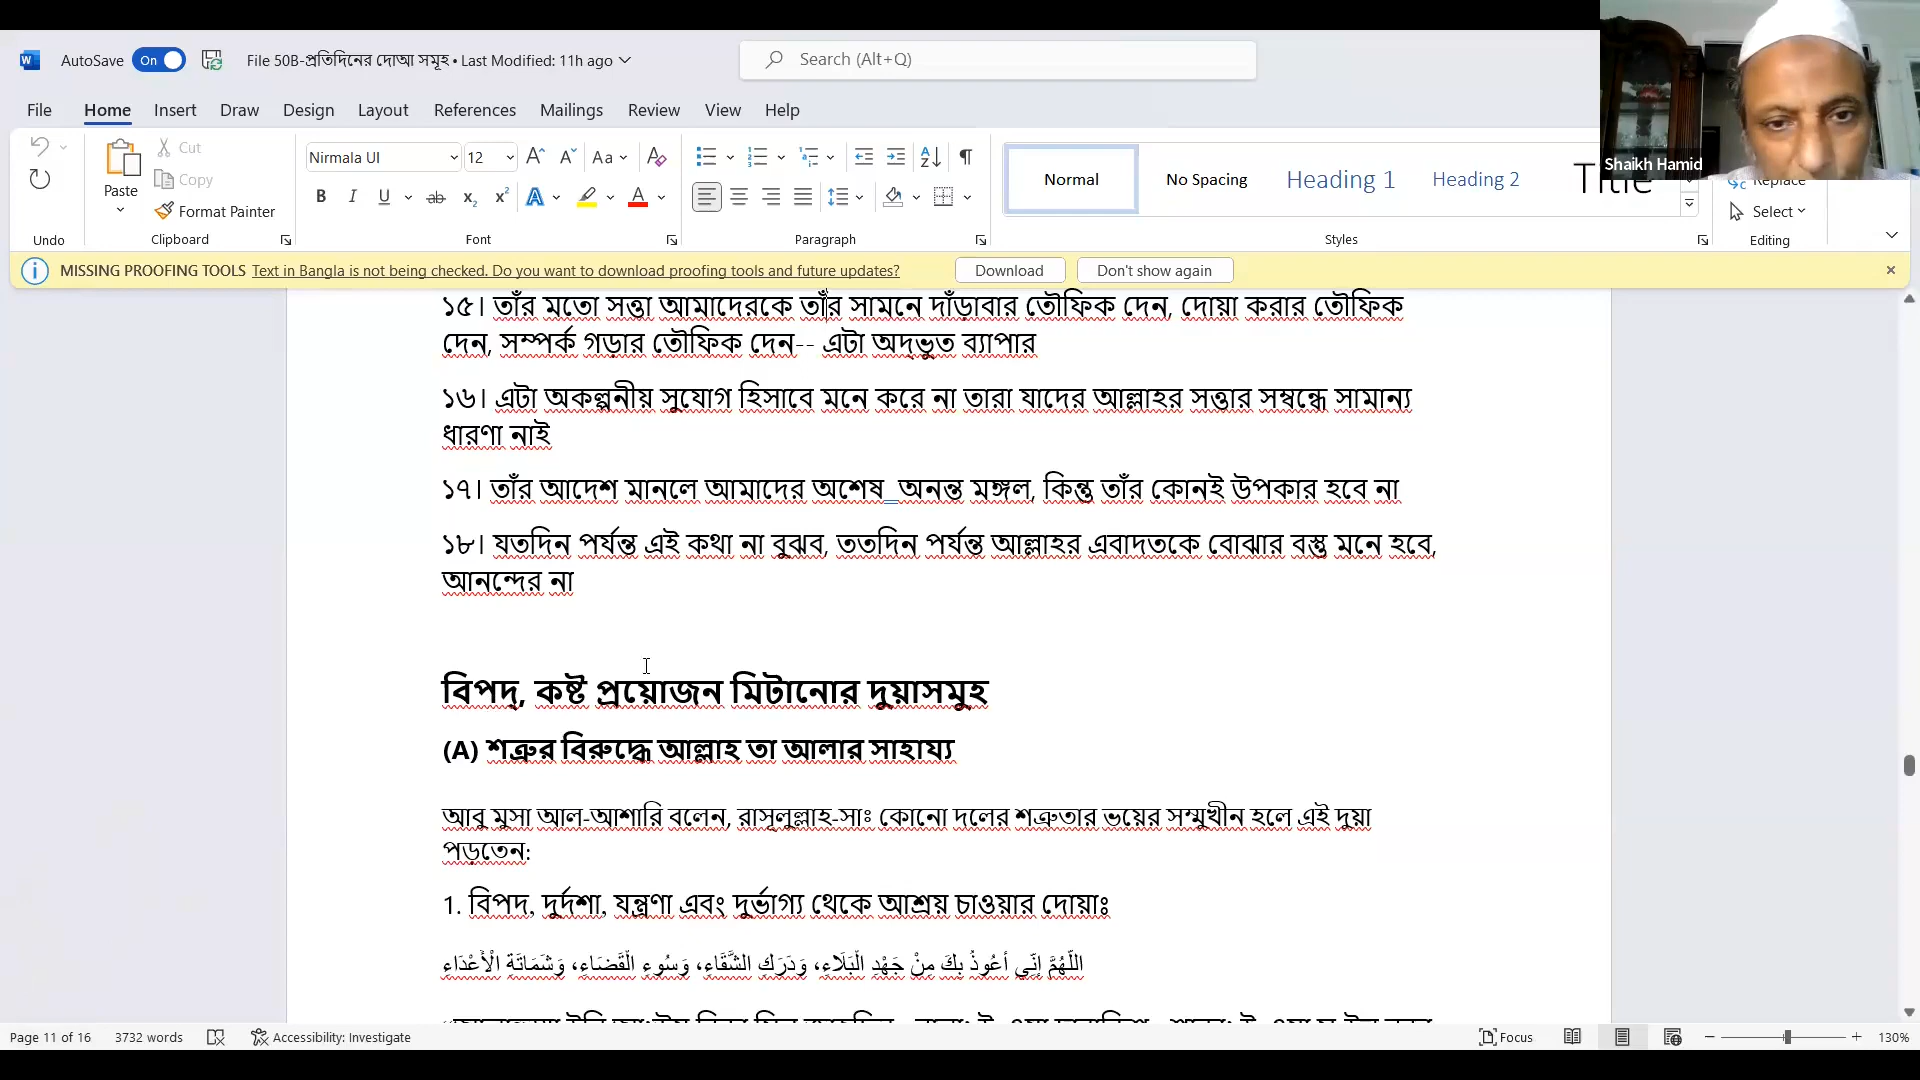 AutoSave On File 50B-প্রতিদিনের দোআ সমূহ • Last Modified: 11h ago Search (Alt+Q)
File Home Insert Draw Design Layout References Mailings Review View Help
Shaikh Hamid
Paste Cut Copy Format Painter
Nirmala UI 12
Normal No Spacing Heading 1 Heading 2 Title
Replace
Select
Undo Clipboard Font Paragraph Styles Editing
MISSING PROOFING TOOLS Text in Bangla is not being checked. Do you want to download proofing tools and future updates? Download Don't show again
১৫। তাঁর মতো সত্তা আমাদেরকে তাঁর সামনে দাঁড়াবার তৌফিক দেন, দোয়া করার তৌফিক
দেন, সম্পর্ক গড়ার তৌফিক দেন-- এটা অদ্ভুত ব্যাপার
১৬। এটা অকল্পনীয় সুযোগ হিসাবে মনে করে না তারা যাদের আল্লাহর সত্তার সম্বন্ধে সামান্য
ধারণা নাই
১৭। তাঁর আদেশ মানলে আমাদের অশেষ অনন্ত মঙ্গল, কিন্তু তাঁর কোনই উপকার হবে না
১৮। যতদিন পর্যন্ত এই কথা না বুঝব, ততদিন পর্যন্ত আল্লাহর এবাদতকে বোঝার বস্তু মনে হবে,
আনন্দের না
বিপদ্, কষ্ট প্রয়োজন মিটানোর দুয়াসমুহ
(A) শত্রুর বিরুদ্ধে আল্লাহ তা আলার সাহায্য
আবু মুসা আল-আশারি বলেন, রাসূলুল্লাহ-সাঃ কোনো দলের শত্রুতার ভয়ের সম্মুখীন হলে এই দুয়া
পড়তেন:
1. বিপদ, দুর্দশা, যন্ত্রণা এবং দুর্ভাগ্য থেকে আশ্রয় চাওয়ার দোয়াঃ
اللّهُمَّ إِنِّي أعُوذُ بِكَ مِنْ جَهْدِ الْبَلَاءِ، وَدَرَكِ الشَّقَاءِ، وَسُوءِ الْقَضَاءِ، وَشَمَاتَةِ الْأَعْدَاءِ
Page 11 of 16 3732 words Accessibility: Investigate Focus 130%